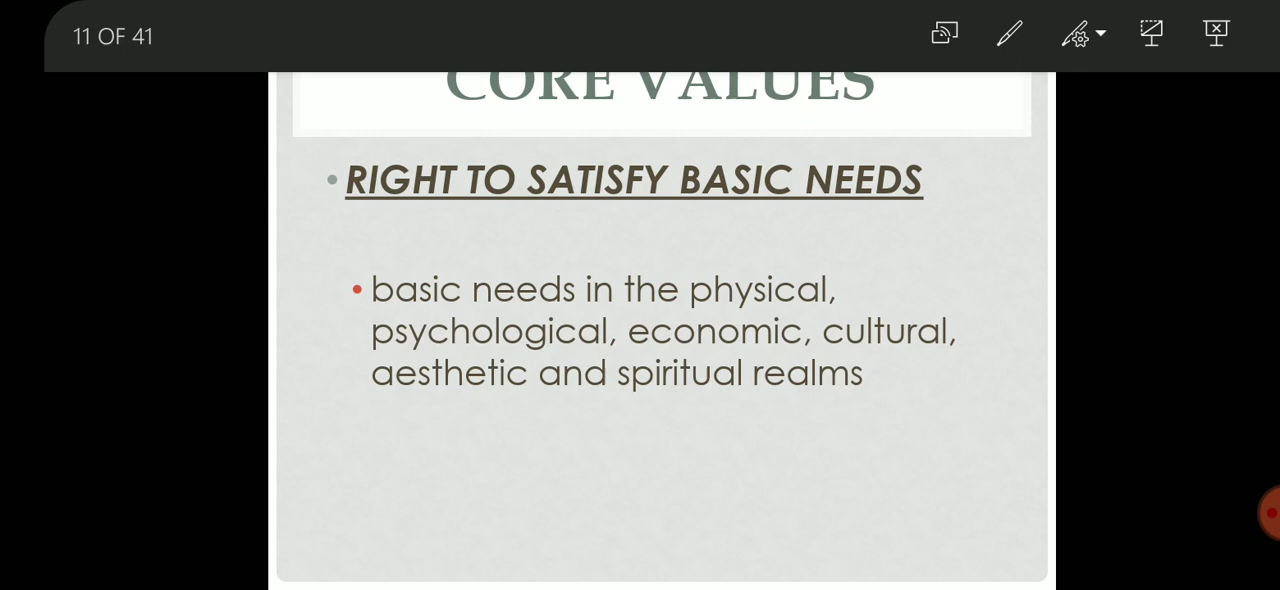 11 OF 41
CORE VALUES
• RIGHT TO SATISFY BASIC NEEDS
• basic needs in the physical,
psychological, economic, cultural,
aesthetic and spiritual realms